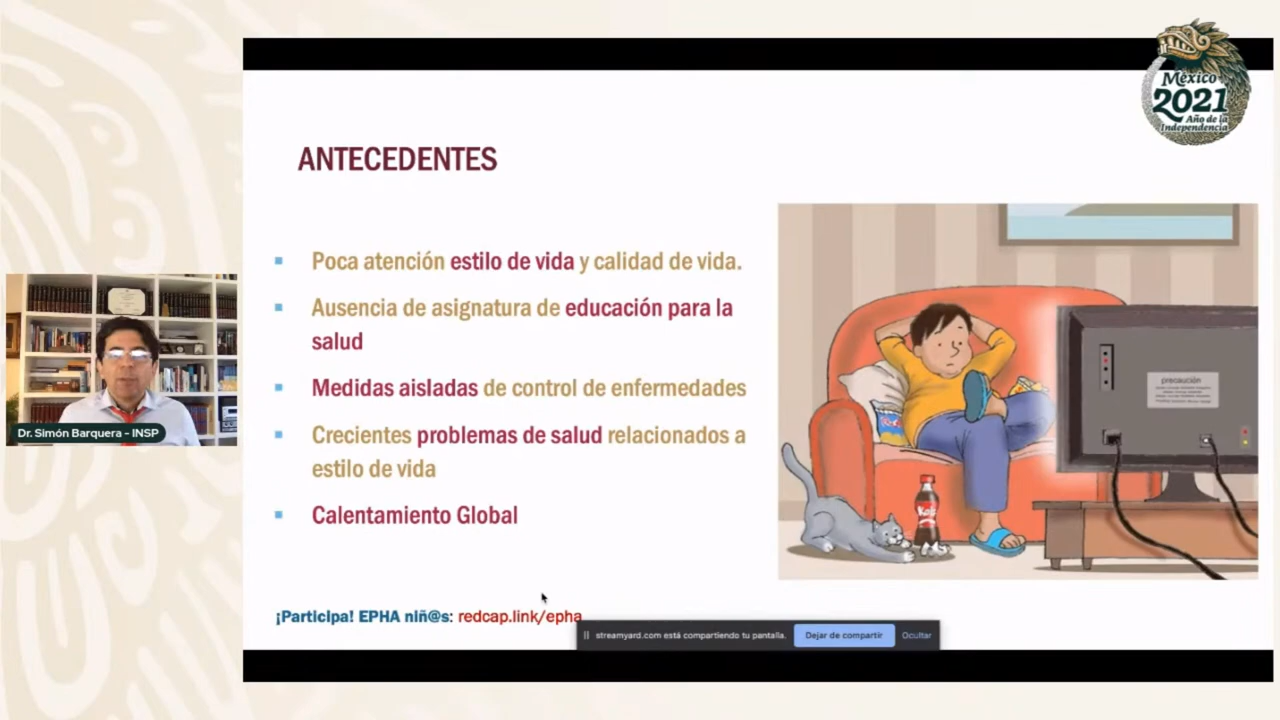 México
2021
Año de la
Independencia
ANTECEDENTES
Poca atención estilo de vida y calidad de vida.
Ausencia de asignatura de educación para la
salud
Medidas aisladas de control de enfermedades
Crecientes problemas de salud relacionados a
estilo de vida
Calentamiento Global
precaución
Kola
Dr. Simón Barquera - INSP
¡Participa! EPHA niñ@s: redcap.link/epha
streamyard.com está compartiendo tu pantalla.
Dejar de compartir
Ocultar